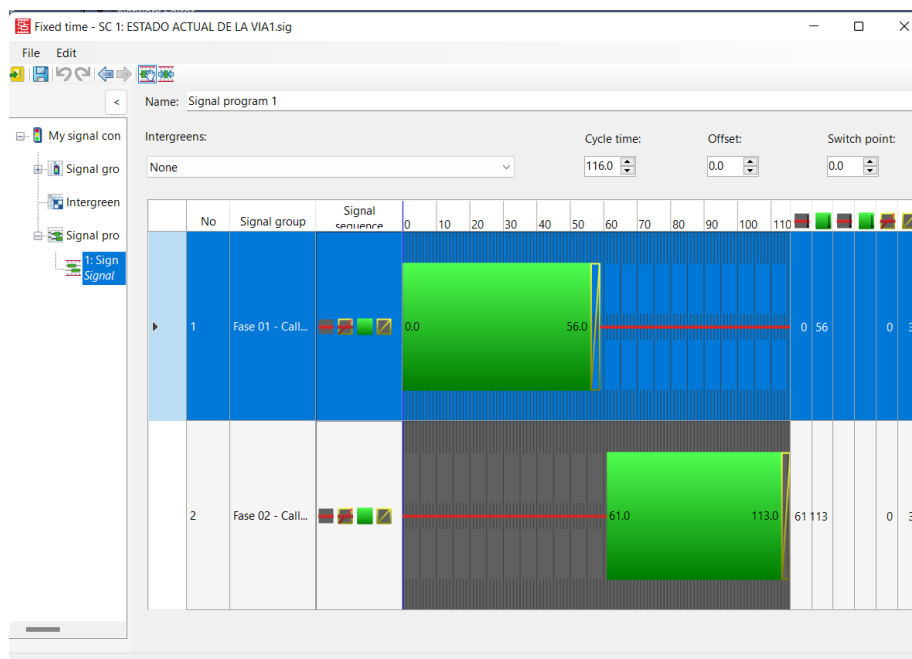 Fixed time - SC 1: ESTADO ACTUAL DE LA VIA1.sig
File Edit
<
Name: Signal program 1
My signal con
Signal gro
Intergreen
Signal pro
1: Sign
Signal
Intergreens:
None
Cycle time:
116.0
Offset:
0.0
Switch point:
0.0
No Signal group Signal sequence 0 10 20 30 40 50 60 70 80 90 100 110
1 Fase 01 - Call... 0.0 56.0 0 56 0 3
2 Fase 02 - Call... 61.0 113.0 61 113 0 3